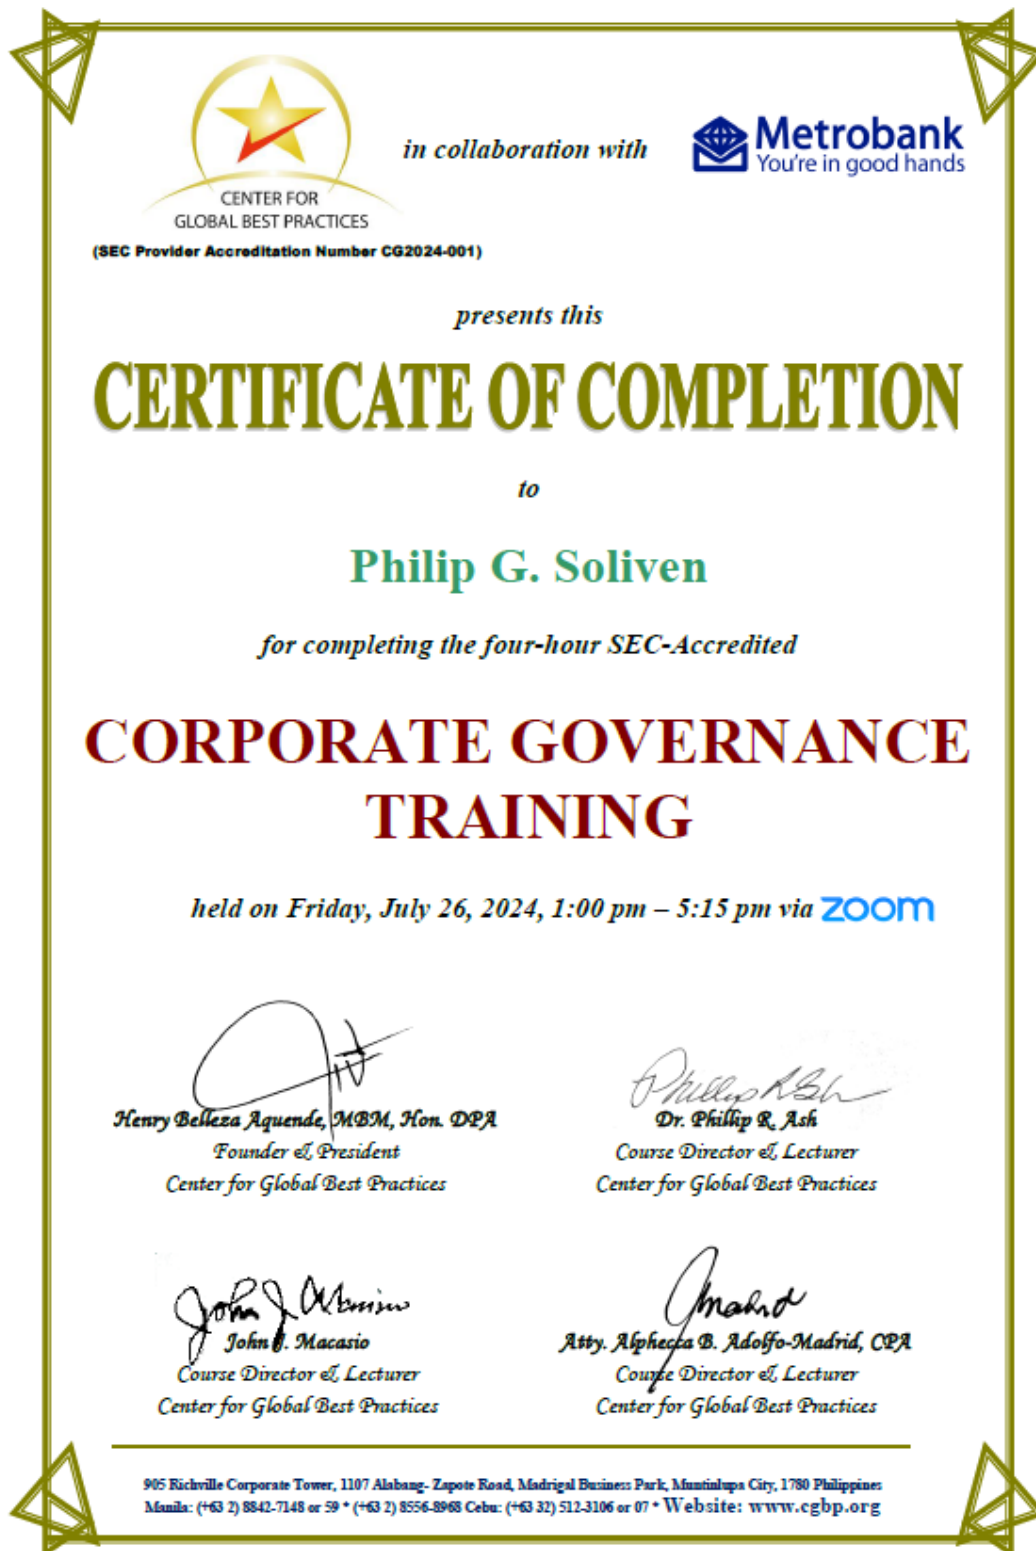 in collaboration with
Metrobank
You're in good hands
CENTER FOR
GLOBAL BEST PRACTICES
(SEC Provider Accreditation Number CG2024-001)
presents this
CERTIFICATE OF COMPLETION
to
Philip G. Soliven
for completing the four-hour SEC-Accredited
CORPORATE GOVERNANCE
TRAINING
held on Friday, July 26, 2024, 1:00 pm – 5:15 pm via zoom
Henry Belleza Aquende, MBM, Hon. DPA
Founder & President
Center for Global Best Practices
Phillip R Ash
Dr. Phillip R. Ash
Course Director & Lecturer
Center for Global Best Practices
John J. Macasio
Course Director & Lecturer
Center for Global Best Practices
Atty. Alphecca B. Adolfo-Madrid, CPA
Course Director & Lecturer
Center for Global Best Practices
905 Richville Corporate Tower, 1107 Alabang- Zapote Road, Madrigal Business Park, Muntinlupa City, 1780 Philippines
Manila: (+63 2) 8842-7148 or 59 * (+63 2) 8556-8968 Cebu: (+63 32) 512-3106 or 07 * Website: www.cgbp.org